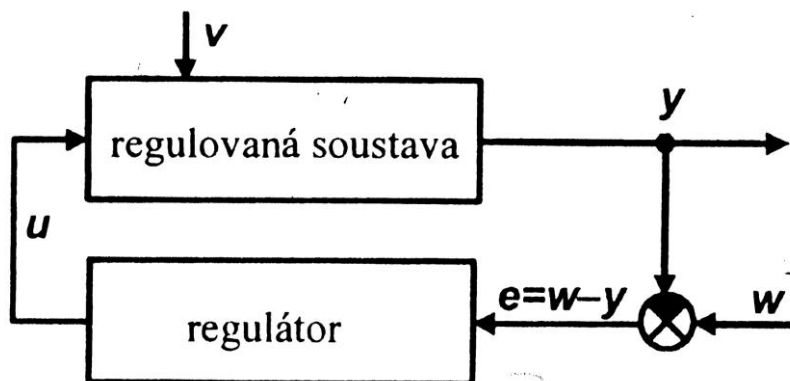 v
y
regulovaná soustava
u
e=w–y
w
regulátor